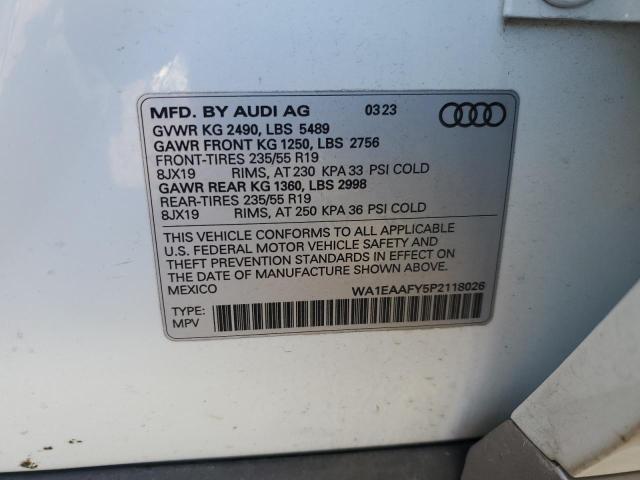 MFD. BY AUDI AG 03 23
GVWR KG 2490, LBS 5489
GAWR FRONT KG 1250, LBS 2756
FRONT-TIRES 235/55 R19
8JX19 RIMS, AT 230 KPA 33 PSI COLD
GAWR REAR KG 1360, LBS 2998
REAR-TIRES 235/55 R19
8JX19 RIMS, AT 250 KPA 36 PSI COLD
THIS VEHICLE CONFORMS TO ALL APPLICABLE
U.S. FEDERAL MOTOR VEHICLE SAFETY AND
THEFT PREVENTION STANDARDS IN EFFECT ON
THE DATE OF MANUFACTURE SHOWN ABOVE.
MEXICO WA1EAAFY5P2118026
TYPE:
MPV